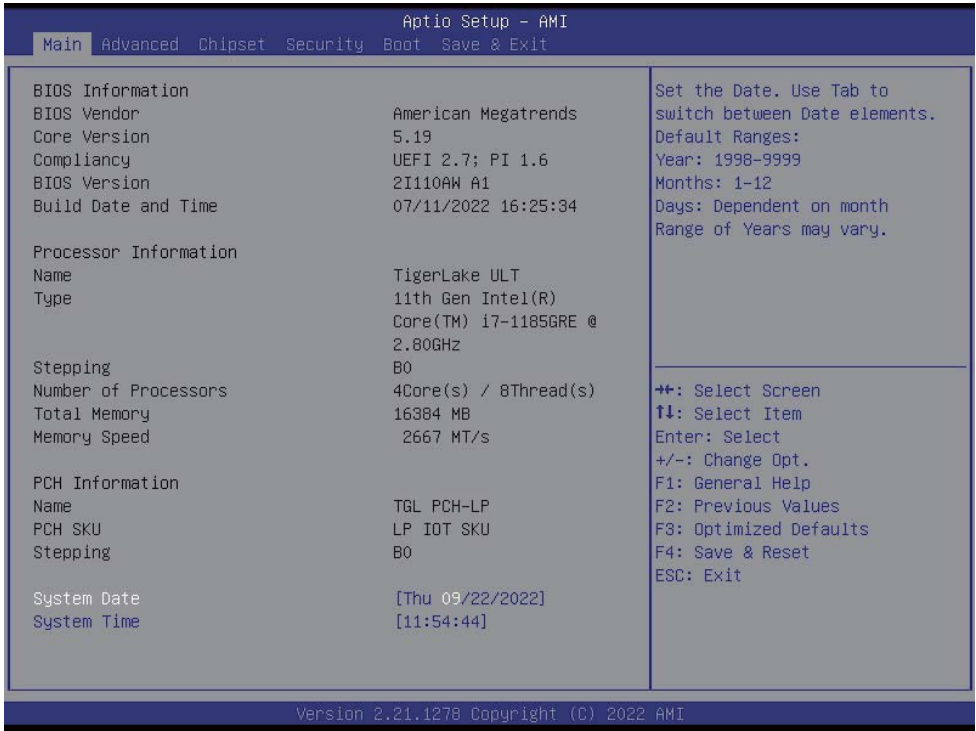 Aptio Setup - AMI
Main Advanced Chipset Security Boot Save & Exit
BIOS Information
BIOS Vendor American Megatrends
Core Version 5.19
Compliancy UEFI 2.7; PI 1.6
BIOS Version 2I110AW A1
Build Date and Time 07/11/2022 16:25:34
Processor Information
Name TigerLake ULT
Type 11th Gen Intel(R)
Core(TM) i7-1185GRE @
2.80GHz
Stepping B0
Number of Processors 4Core(s) / 8Thread(s)
Total Memory 16384 MB
Memory Speed 2667 MT/s
PCH Information
Name TGL PCH-LP
PCH SKU LP IOT SKU
Stepping B0
System Date [Thu 09/22/2022]
System Time [11:54:44]
Set the Date. Use Tab to
switch between Date elements.
Default Ranges:
Year: 1998-9999
Months: 1-12
Days: Dependent on month
Range of Years may vary.
→←: Select Screen
↑↓: Select Item
Enter: Select
+/-: Change Opt.
F1: General Help
F2: Previous Values
F3: Optimized Defaults
F4: Save & Reset
ESC: Exit
Version 2.21.1278 Copyright (C) 2022 AMI